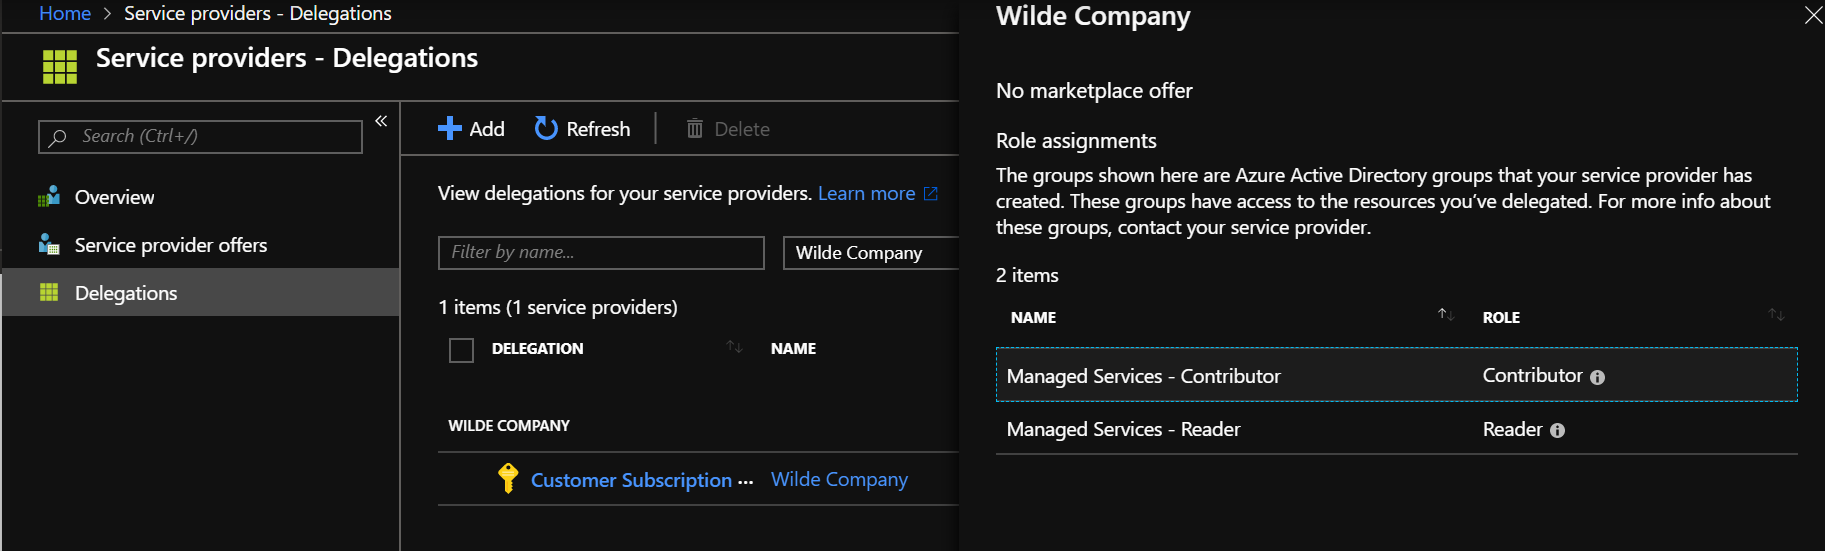 Home > Service providers - Delegations
Service providers - Delegations
Search (Ctrl+/)
«
Overview
Service provider offers
Delegations
Add
Refresh
Delete
View delegations for your service providers. Learn more
Filter by name...
Wilde Company
1 items (1 service providers)
DELEGATION
NAME
WILDE COMPANY
Customer Subscription ...
Wilde Company
Wilde Company
No marketplace offer
Role assignments
The groups shown here are Azure Active Directory groups that your service provider has
created. These groups have access to the resources you’ve delegated. For more info about
these groups, contact your service provider.
2 items
NAME
ROLE
Managed Services - Contributor
Contributor
Managed Services - Reader
Reader